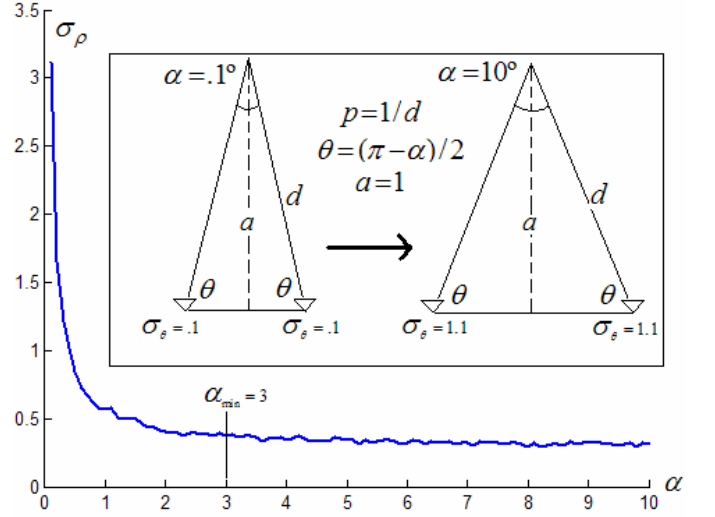 3.5
σρ
3
2.5
2
1.5
1
0.5
0
α=.1º
α=10º
p=1/d
θ=(π-α)/2
a=1
d
d
a
a
θ θ
θ θ
σθ=.1 σθ=.1
σθ=1.1 σθ=1.1
αmin=3
0 1 2 3 4 5 6 7 8 9 10 α